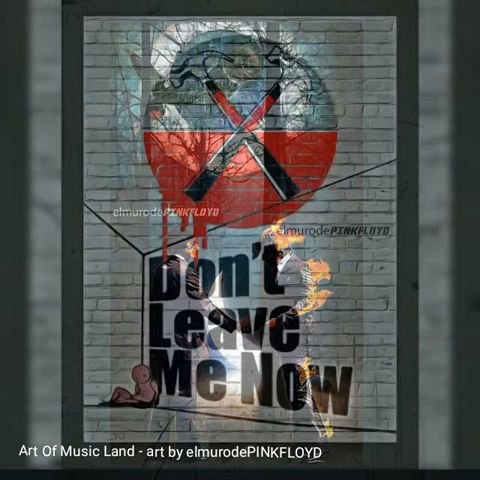 elmurodePINKFLOYD
elmurodePINKFLOYD
Don't
Leave
Me Now
Art Of Music Land - art by elmurodePINKFLOYD